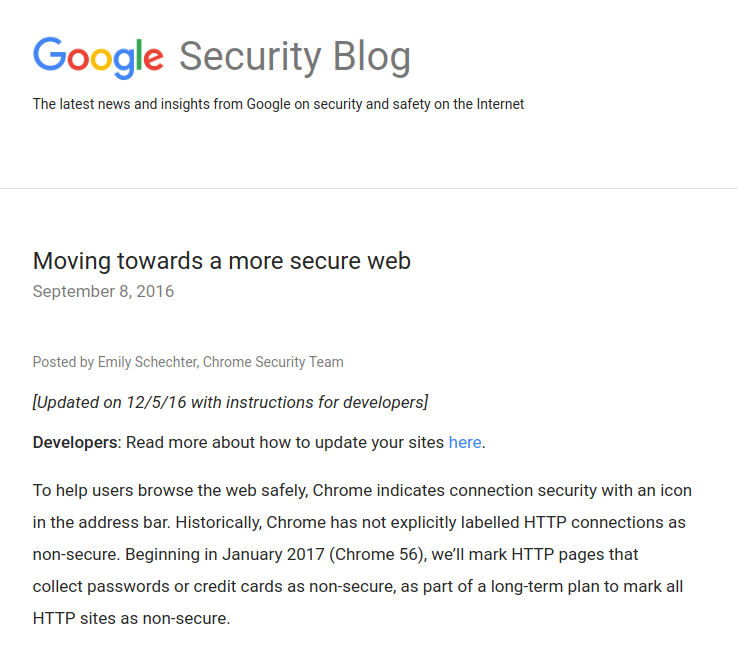 Google Security Blog
The latest news and insights from Google on security and safety on the Internet
Moving towards a more secure web
September 8, 2016
Posted by Emily Schechter, Chrome Security Team
[Updated on 12/5/16 with instructions for developers]
Developers: Read more about how to update your sites here.
To help users browse the web safely, Chrome indicates connection security with an icon
in the address bar. Historically, Chrome has not explicitly labelled HTTP connections as
non-secure. Beginning in January 2017 (Chrome 56), we’ll mark HTTP pages that
collect passwords or credit cards as non-secure, as part of a long-term plan to mark all
HTTP sites as non-secure.